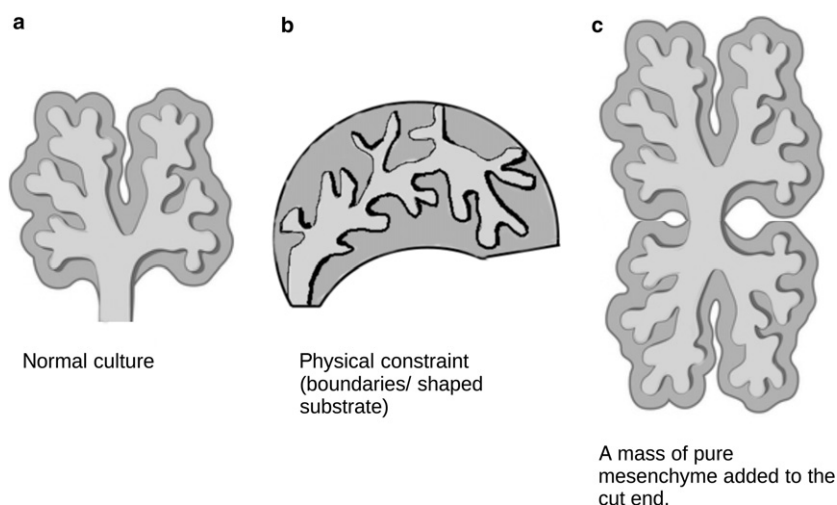 a
b
c
Normal culture
Physical constraint
(boundaries/ shaped
substrate)
A mass of pure
mesenchyme added to the
cut end.